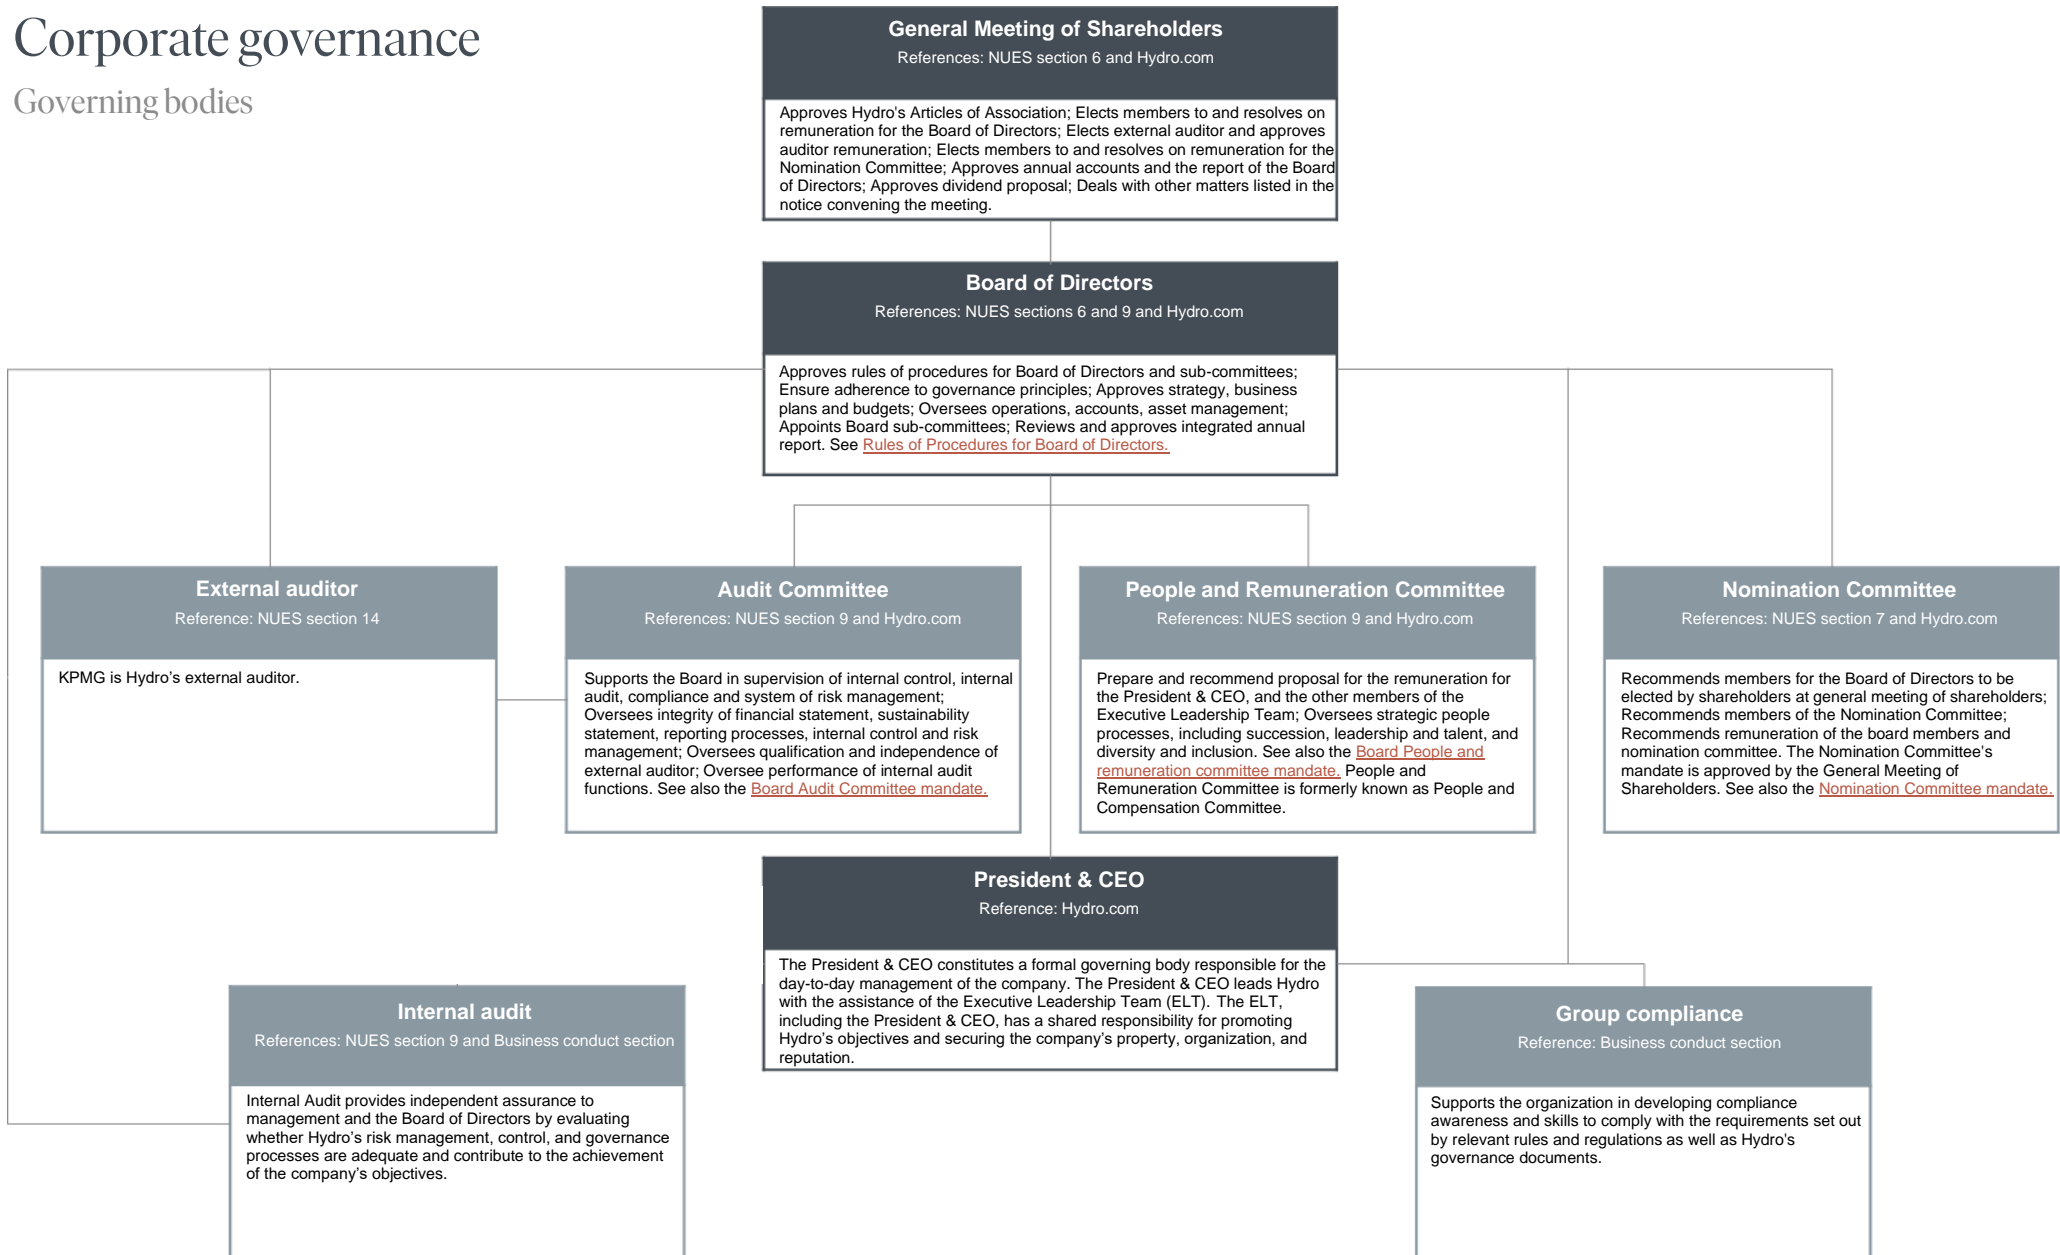 Corporate governance
Governing bodies
General Meeting of Shareholders
References: NUES section 6 and Hydro.com
Approves Hydro's Articles of Association; Elects members to and resolves on
remuneration for the Board of Directors; Elects external auditor and approves
auditor remuneration; Elects members to and resolves on remuneration for the
Nomination Committee; Approves annual accounts and the report of the Board
of Directors; Approves dividend proposal; Deals with other matters listed in the
notice convening the meeting.
Board of Directors
References: NUES sections 6 and 9 and Hydro.com
Approves rules of procedures for Board of Directors and sub-committees;
Ensure adherence to governance principles; Approves strategy, business
plans and budgets; Oversees operations, accounts, asset management;
Appoints Board sub-committees; Reviews and approves integrated annual
report. See Rules of Procedures for Board of Directors.
External auditor
Reference: NUES section 14
KPMG is Hydro’s external auditor.
Audit Committee
References: NUES section 9 and Hydro.com
Supports the Board in supervision of internal control, internal
audit, compliance and system of risk management;
Oversees integrity of financial statement, sustainability
statement, reporting processes, internal control and risk
management; Oversees qualification and independence of
external auditor; Oversee performance of internal audit
functions. See also the Board Audit Committee mandate.
People and Remuneration Committee
References: NUES section 9 and Hydro.com
Prepare and recommend proposal for the remuneration for
the President & CEO, and the other members of the
Executive Leadership Team; Oversees strategic people
processes, including succession, leadership and talent, and
diversity and inclusion. See also the Board People and
remuneration committee mandate. People and
Remuneration Committee is formerly known as People and
Compensation Committee.
Nomination Committee
References: NUES section 7 and Hydro.com
Recommends members for the Board of Directors to be
elected by shareholders at general meeting of shareholders;
Recommends members of the Nomination Committee;
Recommends remuneration of the board members and
nomination committee. The Nomination Committee's
mandate is approved by the General Meeting of
Shareholders. See also the Nomination Committee mandate.
President & CEO
Reference: Hydro.com
The President & CEO constitutes a formal governing body responsible for the
day-to-day management of the company. The President & CEO leads Hydro
with the assistance of the Executive Leadership Team (ELT). The ELT,
including the President & CEO, has a shared responsibility for promoting
Hydro’s objectives and securing the company’s property, organization, and
reputation.
Internal audit
References: NUES section 9 and Business conduct section
Internal Audit provides independent assurance to
management and the Board of Directors by evaluating
whether Hydro’s risk management, control, and governance
processes are adequate and contribute to the achievement
of the company’s objectives.
Group compliance
Reference: Business conduct section
Supports the organization in developing compliance
awareness and skills to comply with the requirements set out
by relevant rules and regulations as well as Hydro's
governance documents.